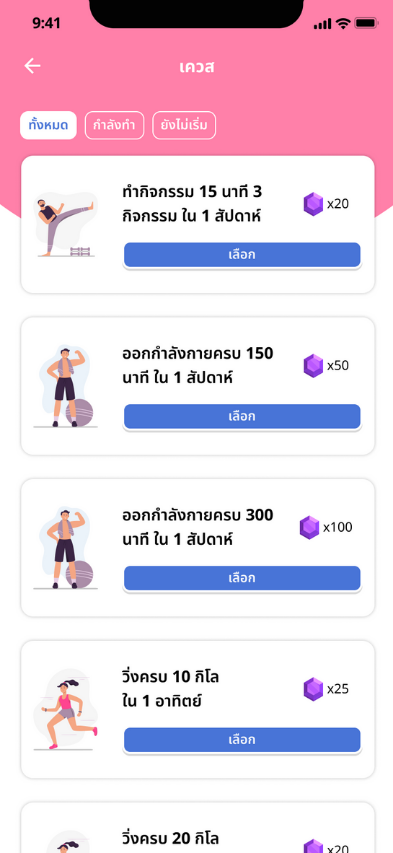 9:41
เควส
ทั้งหมด
กำลังทำ
ยังไม่เริ่ม
ทำกิจกรรม 15 นาที 3
กิจกรรม ใน 1 สัปดาห์
x20
เลือก
ออกกำลังกายครบ 150
นาที ใน 1 สัปดาห์
x50
เลือก
ออกกำลังกายครบ 300
นาที ใน 1 สัปดาห์
x100
เลือก
วิ่งครบ 10 กิโล
ใน 1 อาทิตย์
x25
เลือก
วิ่งครบ 20 กิโล
x20